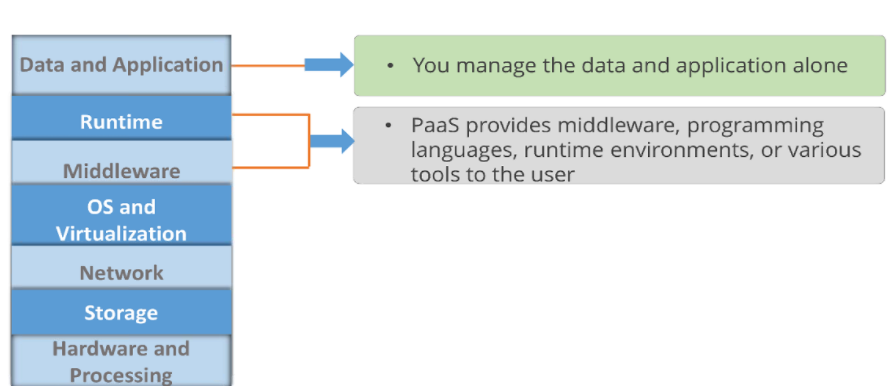 Data and Application
• You manage the data and application alone
Runtime
• PaaS provides middleware, programming
languages, runtime environments, or various
tools to the user
Middleware
OS and
Virtualization
Network
Storage
Hardware and
Processing